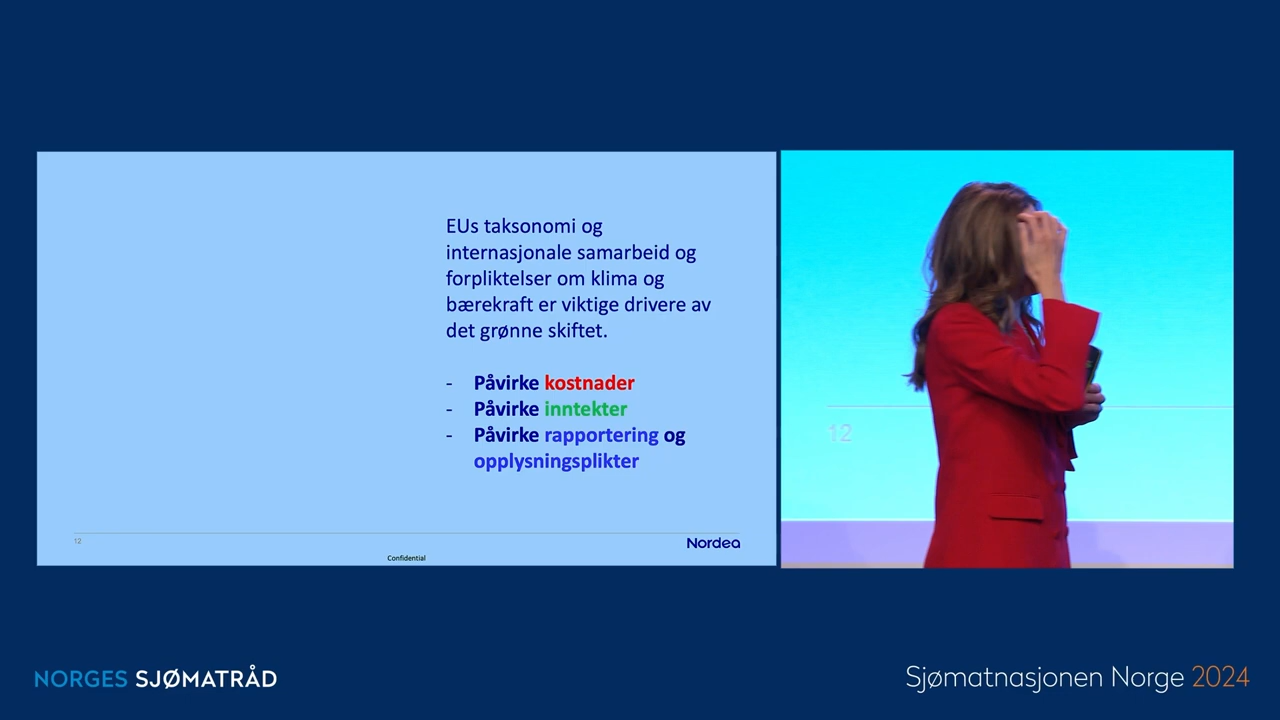 EUs taksonomi og
internasjonale samarbeid og
forpliktelser om klima og
bærekraft er viktige drivere av
det grønne skiftet.
- Påvirke kostnader
- Påvirke inntekter
- Påvirke rapportering og
opplysningsplikter
12
Nordea
Confidential
12
NORGES SJØMATRÅD
Sjømatnasjonen Norge 2024